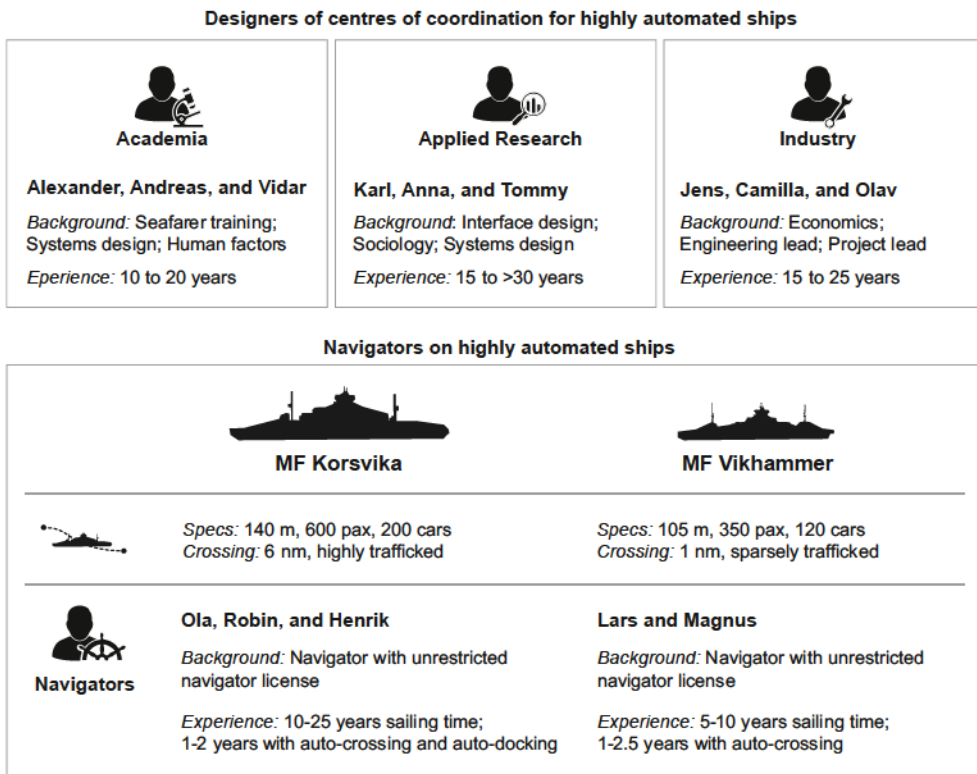 Designers of centres of coordination for highly automated ships
Academia
Alexander, Andreas, and Vidar
Background: Seafarer training;
Systems design; Human factors
Eperience: 10 to 20 years
Applied Research
Karl, Anna, and Tommy
Background: Interface design;
Sociology; Systems design
Experience: 15 to >30 years
Industry
Jens, Camilla, and Olav
Background: Economics;
Engineering lead; Project lead
Experience: 15 to 25 years
Navigators on highly automated ships
MF Korsvika
MF Vikhammer
Specs: 140 m, 600 pax, 200 cars
Crossing: 6 nm, highly trafficked
Specs: 105 m, 350 pax, 120 cars
Crossing: 1 nm, sparsely trafficked
Navigators
Ola, Robin, and Henrik
Background: Navigator with unrestricted
navigator license
Experience: 10-25 years sailing time;
1-2 years with auto-crossing and auto-docking
Lars and Magnus
Background: Navigator with unrestricted
navigator license
Experience: 5-10 years sailing time;
1-2.5 years with auto-crossing